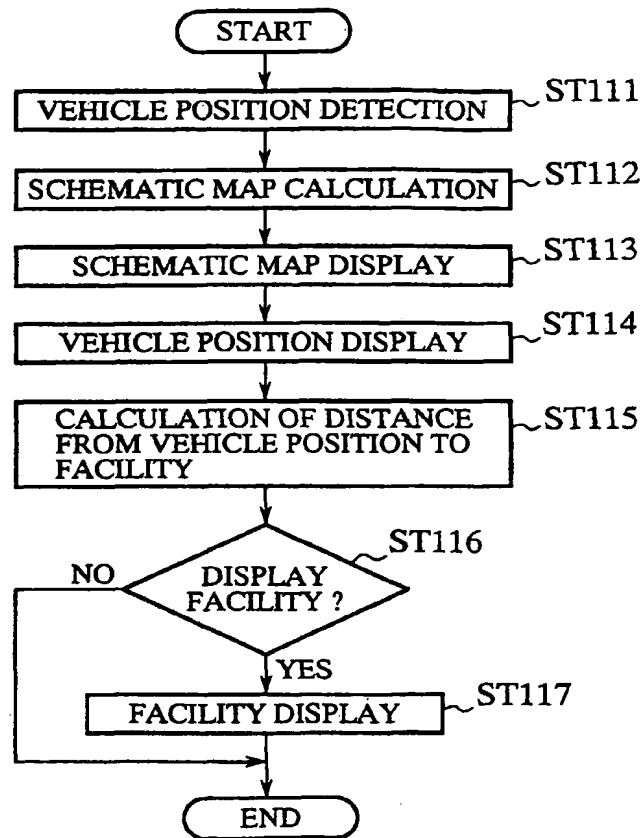 START
VEHICLE POSITION DETECTION
ST111
SCHEMATIC MAP CALCULATION
ST112
SCHEMATIC MAP DISPLAY
ST113
VEHICLE POSITION DISPLAY
ST114
CALCULATION OF DISTANCE
FROM VEHICLE POSITION TO
FACILITY
ST115
ST116
NO
DISPLAY
FACILITY ?
YES
FACILITY DISPLAY
ST117
END